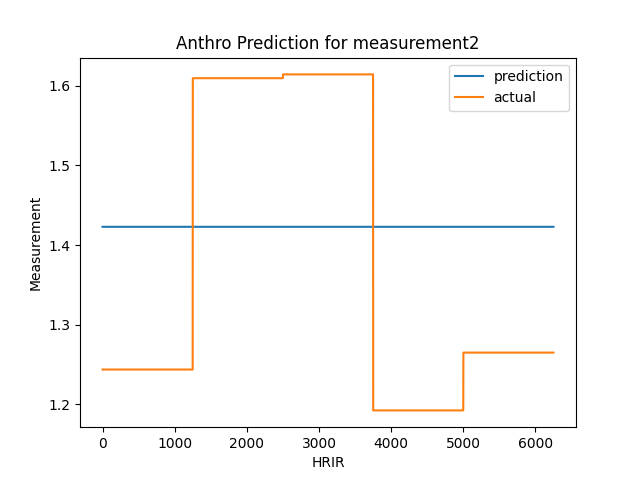 Anthro Prediction for measurement2
prediction
actual
Measurement
1.6
1.5
1.4
1.3
1.2
0 1000 2000 3000 4000 5000 6000
HRIR